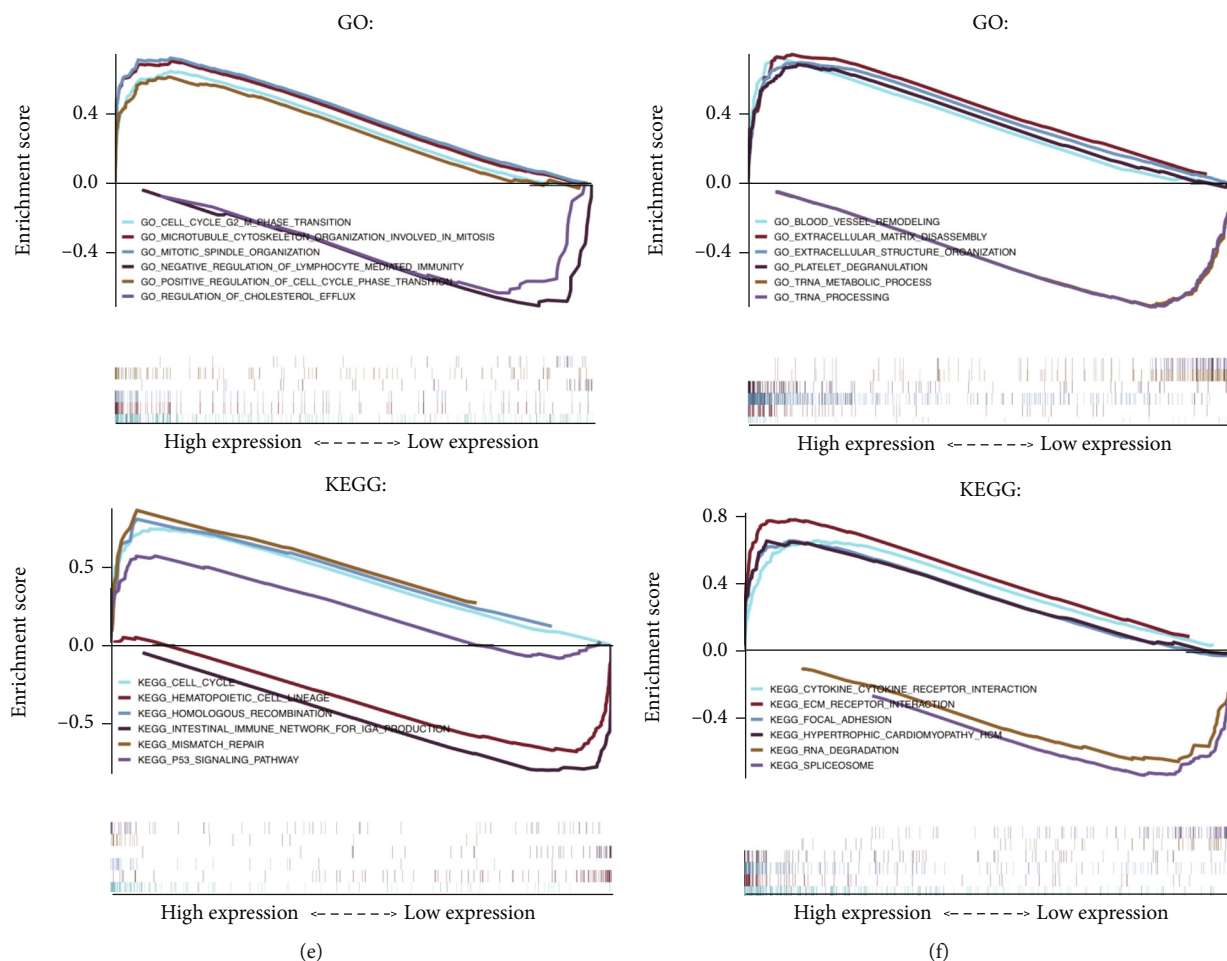 GO:
Enrichment score
0.4
0.0
−0.4
GO_CELL_CYCLE_G2_M_PHASE_TRANSITION
GO_MICROTUBULE_CYTOSKELETON_ORGANIZATION_INVOLVED_IN_MITOSIS
GO_MITOTIC_SPINDLE_ORGANIZATION
GO_NEGATIVE_REGULATION_OF_LYMPHOCYTE_MEDIATED_IMMUNITY
GO_POSITIVE_REGULATION_OF_CELL_CYCLE_PHASE_TRANSITION
GO_REGULATION_OF_CHOLESTEROL_EFFLUX
High expression <-----> Low expression
KEGG:
Enrichment score
0.5
0.0
−0.5
KEGG_CELL_CYCLE
KEGG_HEMATOPOIETIC_CELL_LINEAGE
KEGG_HOMOLOGOUS_RECOMBINATION
KEGG_INTESTINAL_IMMUNE_NETWORK_FOR_IGA_PRODUCTION
KEGG_MISMATCH_REPAIR
KEGG_P53_SIGNALING_PATHWAY
High expression <-----> Low expression
(e)
GO:
Enrichment score
0.4
0.0
−0.4
GO_BLOOD_VESSEL_REMODELING
GO_EXTRACELLULAR_MATRIX_DISASSEMBLY
GO_EXTRACELLULAR_STRUCTURE_ORGANIZATION
GO_PLATELET_DEGRANULATION
GO_TRNA_METABOLIC_PROCESS
GO_TRNA_PROCESSING
High expression <-----> Low expression
KEGG:
Enrichment score
0.8
0.4
0.0
−0.4
KEGG_CYTOKINE_CYTOKINE_RECEPTOR_INTERACTION
KEGG_ECM_RECEPTOR_INTERACTION
KEGG_FOCAL_ADHESION
KEGG_HYPERTROPHIC_CARDIOMYOPATHY_HCM
KEGG_RNA_DEGRADATION
KEGG_SPLICEOSOME
High expression <-----> Low expression
(f)